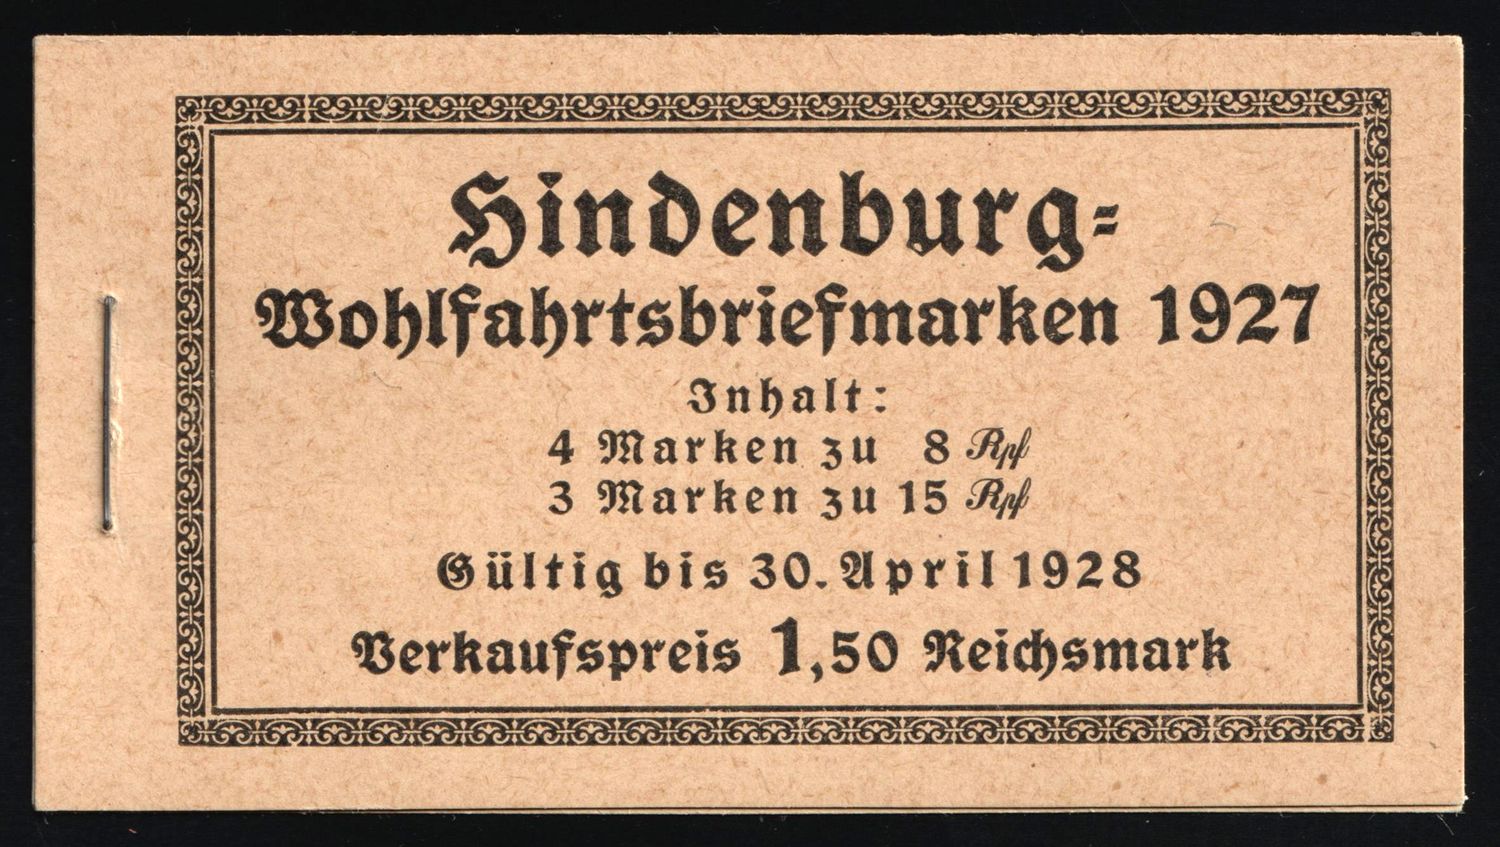 Hindenburg-
Wohlfahrtsbriefmarken 1927
Inhalt:
4 Marken zu 8 Rpf
3 Marken zu 15 Rpf
Gültig bis 30. April 1928
Verkaufspreis 1,50 Reichsmark